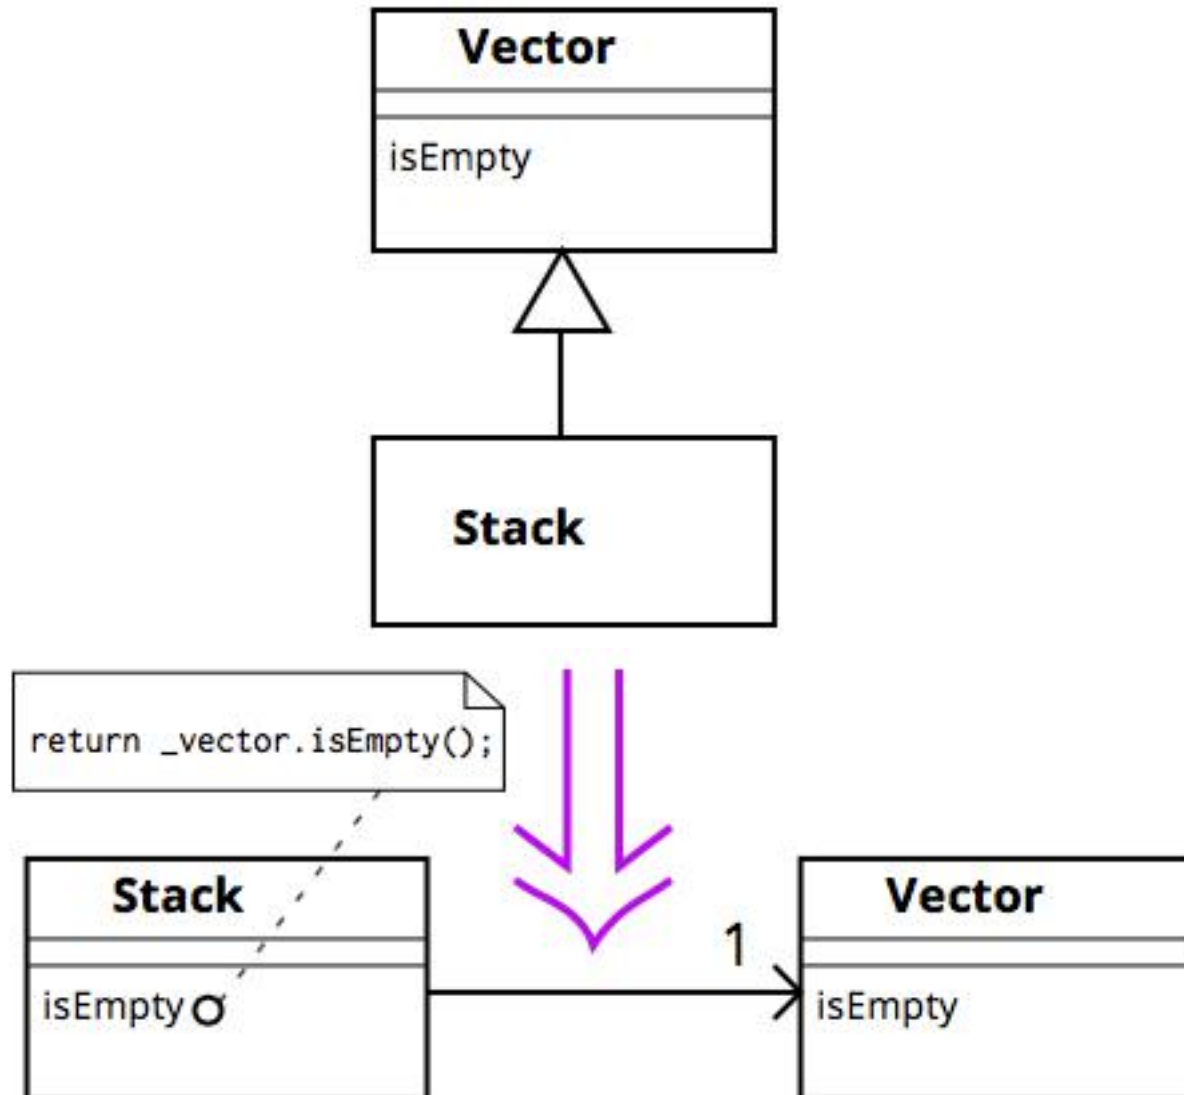 Vector
isEmpty
Stack
return _vector.isEmpty();
Stack
isEmpty
1
Vector
isEmpty